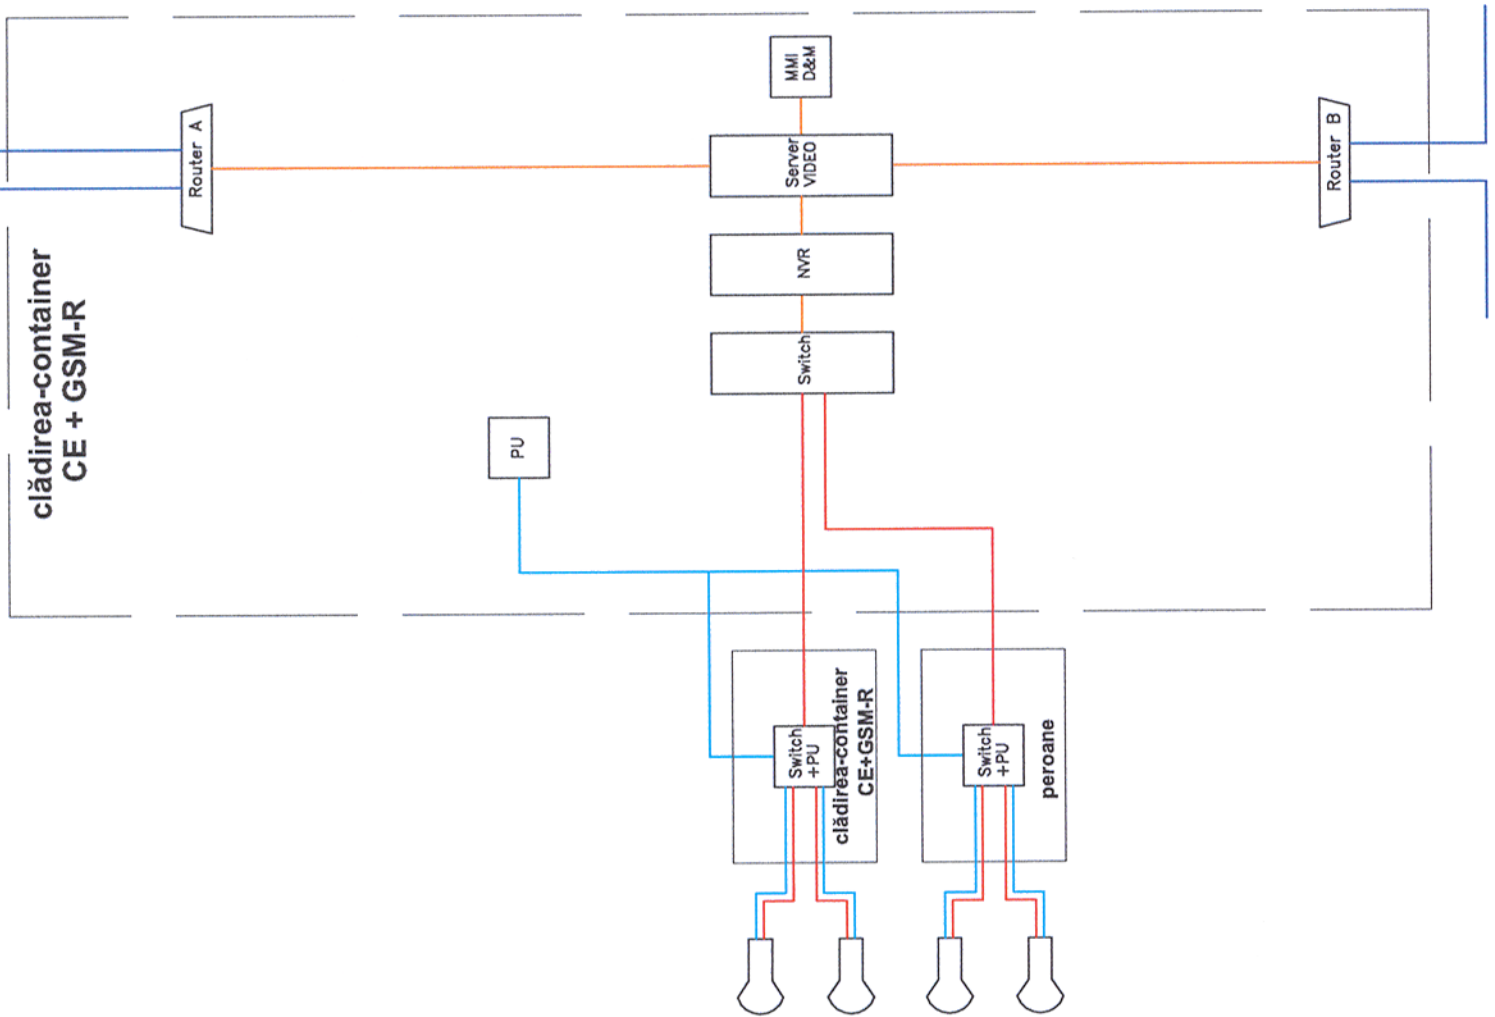 clădirea-container
CE + GSM-R
Router A
MMI
D&M
Server
VIDEO
Router B
NVR
Switch
PU
Switch
+PU
clădirea-container
CE+GSM-R
Switch
+PU
peroane